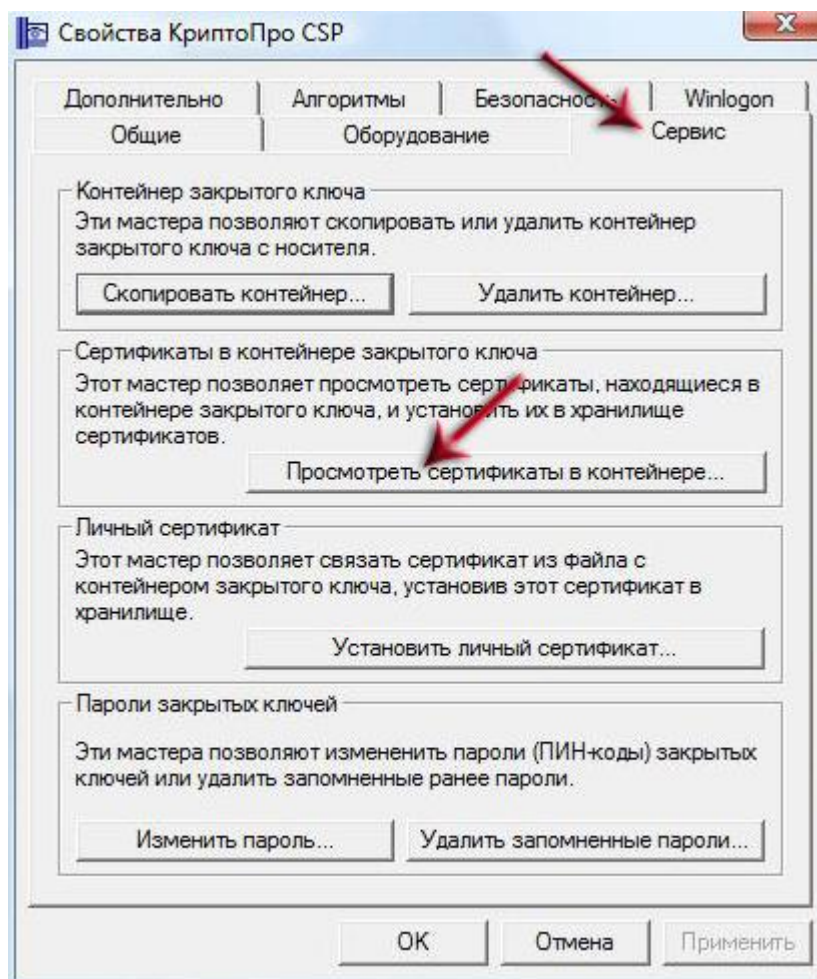 Свойства КриптоПро CSP
Дополнительно Алгоритмы Безопасность Winlogon
Общие Оборудование Сервис
Контейнер закрытого ключа
Эти мастера позволяют скопировать или удалить контейнер
закрытого ключа с носителя.
Скопировать контейнер... Удалить контейнер...
Сертификаты в контейнере закрытого ключа
Этот мастер позволяет просмотреть сертификаты, находящиеся в
контейнере закрытого ключа, и установить их в хранилище
сертификатов.
Просмотреть сертификаты в контейнере...
Личный сертификат
Этот мастер позволяет связать сертификат из файла с
контейнером закрытого ключа, установив этот сертификат в
хранилище.
Установить личный сертификат...
Пароли закрытых ключей
Эти мастера позволяют измененить пароли (ПИН-коды) закрытых
ключей или удалить запомненные ранее пароли.
Изменить пароль... Удалить запомненные пароли...
OK Отмена Применить